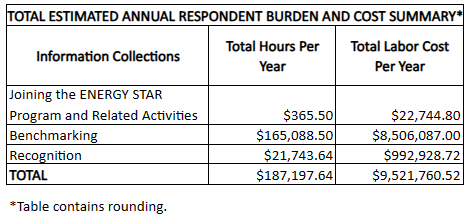 TOTAL ESTIMATED ANNUAL RESPONDENT BURDEN AND COST SUMMARY*
Information Collections Total Hours Per Year Total Labor Cost Per Year
Joining the ENERGY STAR
Program and Related Activities $365.50 $22,744.80
Benchmarking $165,088.50 $8,506,087.00
Recognition $21,743.64 $992,928.72
TOTAL $187,197.64 $9,521,760.52
*Table contains rounding.